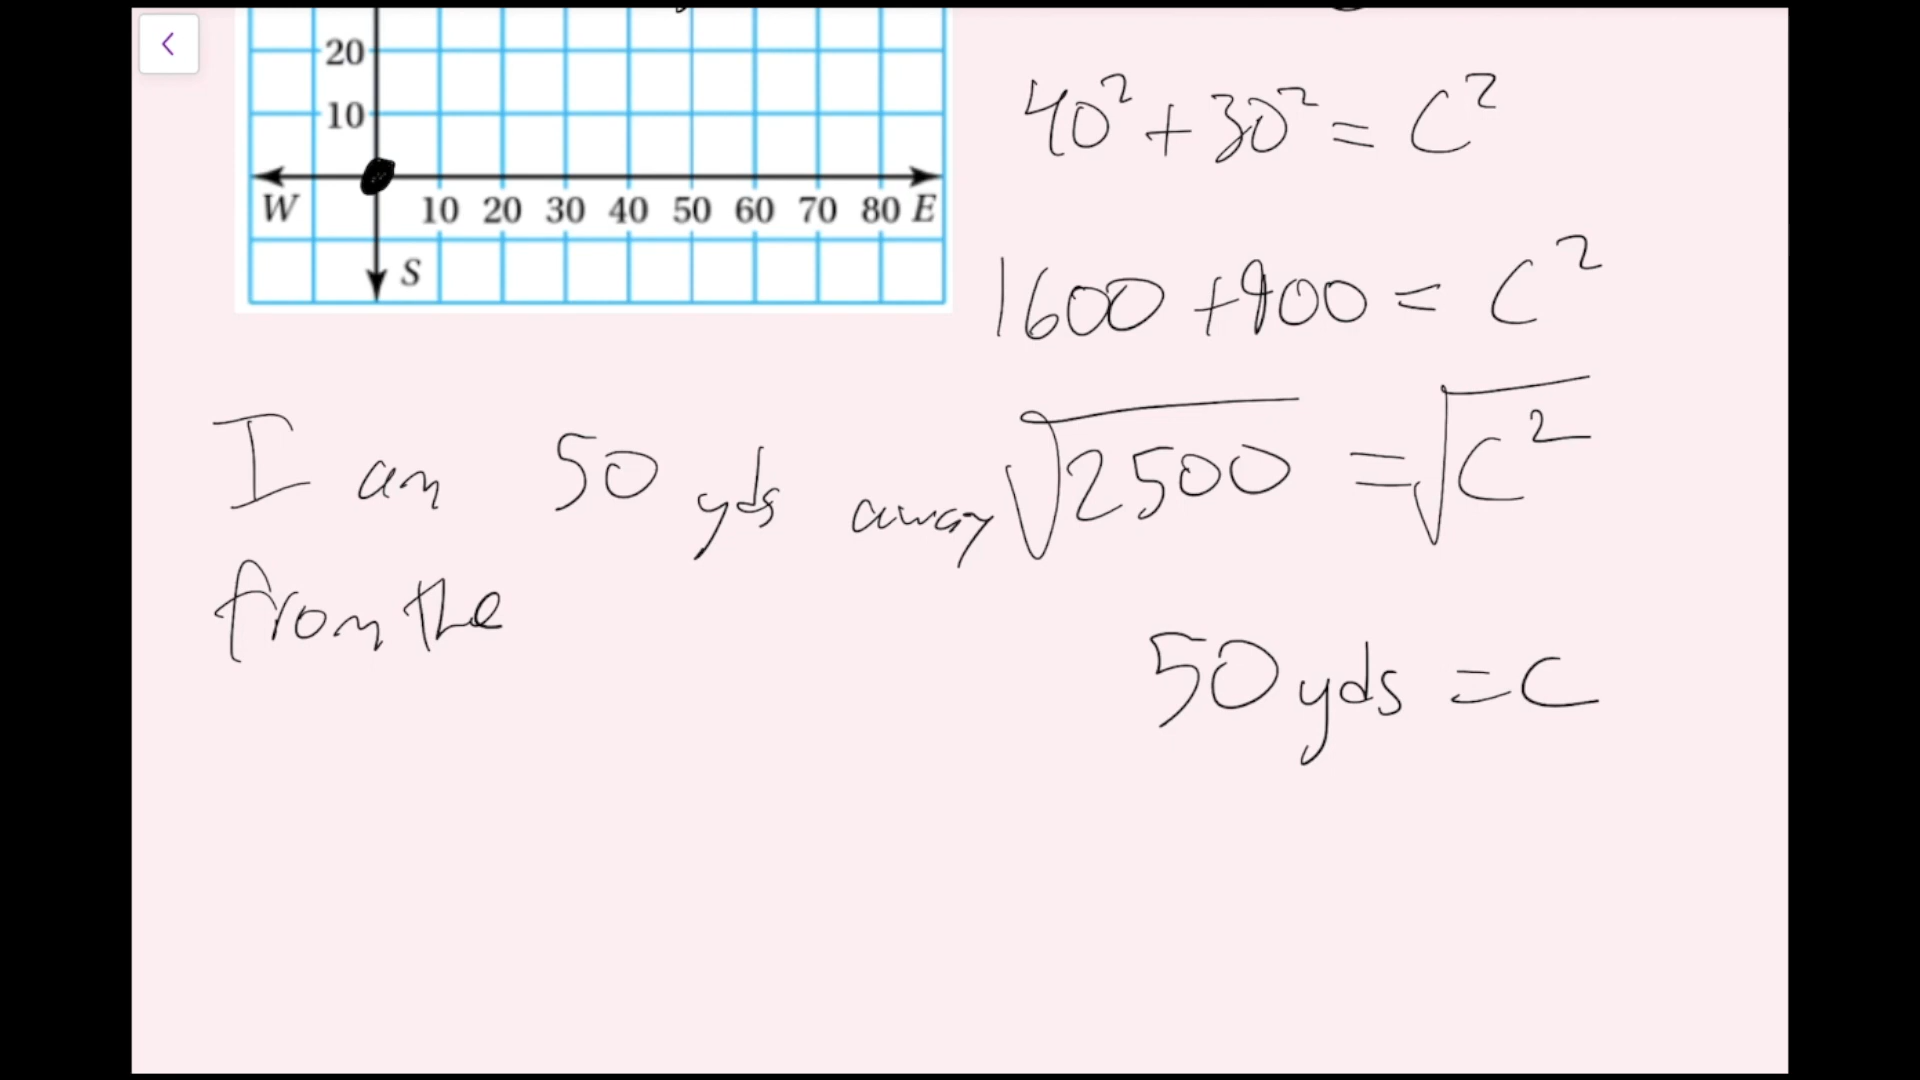 20
10
W 10 20 30 40 50 60 70 80 E
S
40² + 30² = C²
1600 + 900 = C²
√2500 = √C²
50 yds = C
I am 50 yds away
from the